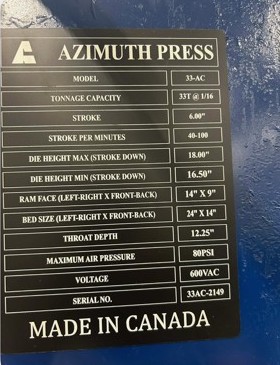 AZIMUTH PRESS
MODEL 33-AC
TONNAGE CAPACITY 33T @ 1/16
STROKE 6.00"
STROKE PER MINUTES 40-100
DIE HEIGHT MAX (STROKE DOWN) 18.00"
DIE HEIGHT MIN (STROKE DOWN) 16.50"
RAM FACE (LEFT-RIGHT X FRONT-BACK) 14" X 9"
BED SIZE (LEFT-RIGHT X FRONT-BACK) 24" X 14"
THROAT DEPTH 12.25"
MAXIMUM AIR PRESSURE 80PSI
VOLTAGE 600VAC
SERIAL NO. 33AC-2149
MADE IN CANADA